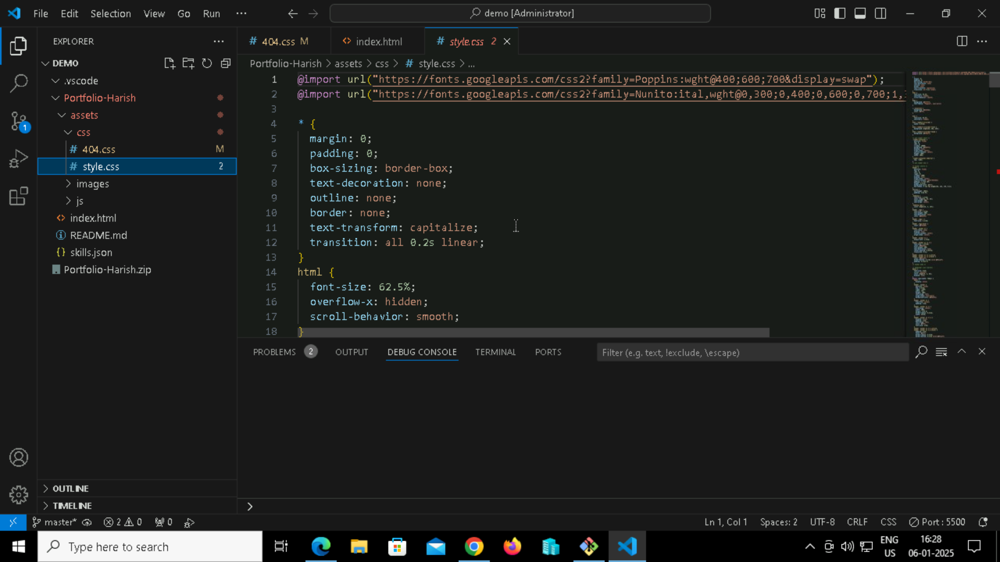 File Edit Selection View Go Run ··· demo [Administrator]
EXPLORER
DEMO
.vscode
Portfolio-Harish
assets
css
# 404.css M
# style.css 2
images
js
<> index.html
README.md
{} skills.json
Portfolio-Harish.zip
OUTLINE
TIMELINE
# 404.css M <> index.html # style.css 2
Portfolio-Harish > assets > css > # style.css > ...
1 @import url("https://fonts.googleapis.com/css2?family=Poppins:wght@400;600;700&display=swap");
2 @import url("https://fonts.googleapis.com/css2?family=Nunito:ital,wght@0,300;0,400;0,600;0,700;1,
3
4 * {
5 margin: 0;
6 padding: 0;
7 box-sizing: border-box;
8 text-decoration: none;
9 outline: none;
10 border: none;
11 text-transform: capitalize;
12 transition: all 0.2s linear;
13 }
14 html {
15 font-size: 62.5%;
16 overflow-x: hidden;
17 scroll-behavior: smooth;
18 }
PROBLEMS 2 OUTPUT DEBUG CONSOLE TERMINAL PORTS Filter (e.g. text, !exclude, \escape)
1
master* 2 0 0 Ln 1, Col 1 Spaces: 2 UTF-8 CRLF CSS Port : 5500
Type here to search
ENG
US
16:28
06-01-2025